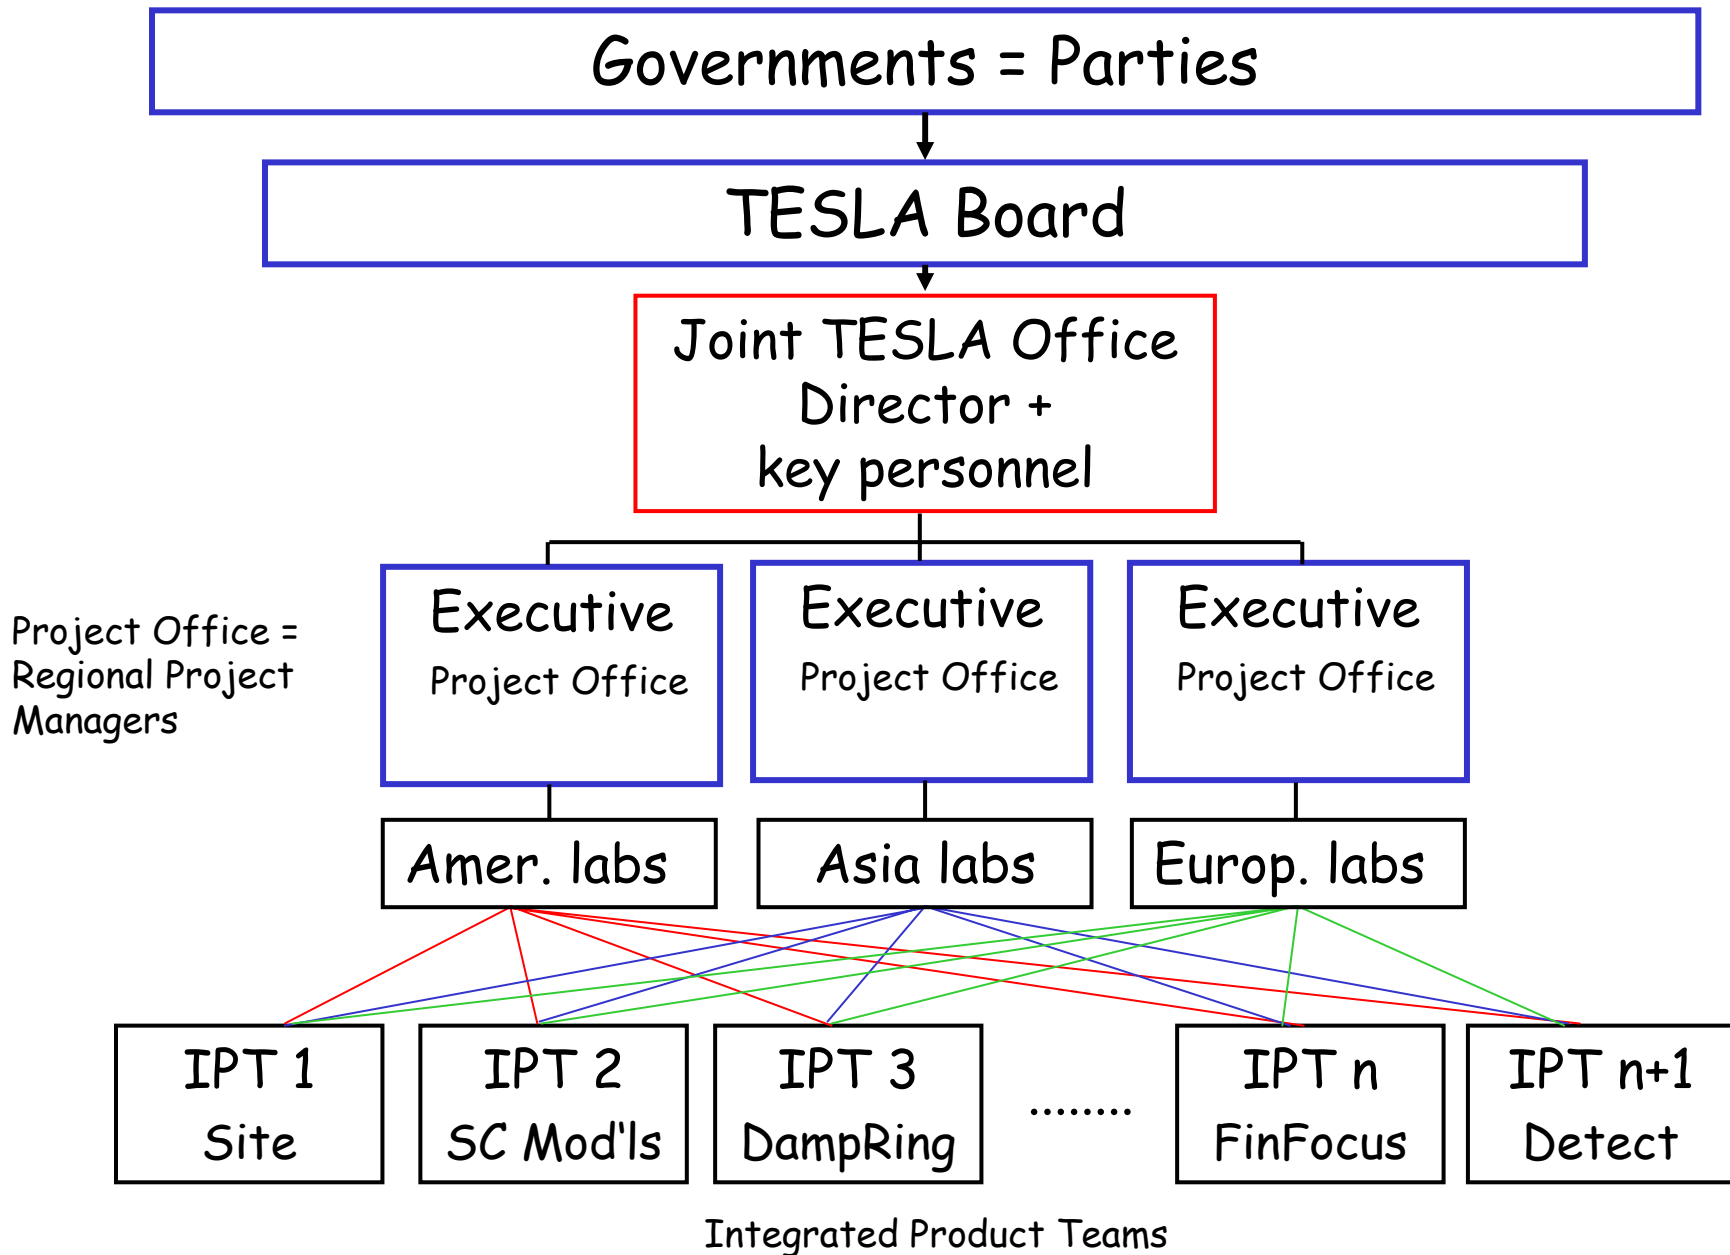 Governments = Parties
TESLA Board
Joint TESLA Office
Director +
key personnel
Project Office =
Regional Project
Managers
Executive
Project Office
Executive
Project Office
Executive
Project Office
Amer. labs
Asia labs
Europ. labs
IPT 1
Site
IPT 2
SC Mod'ls
IPT 3
DampRing
........
IPT n
FinFocus
IPT n+1
Detect
Integrated Product Teams